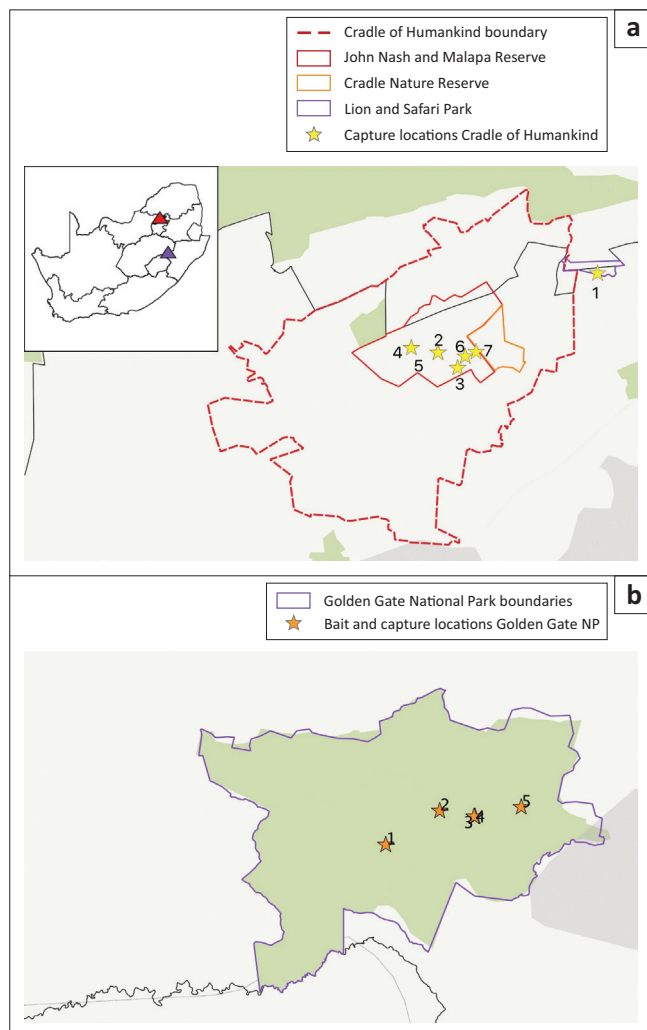 a
Cradle of Humankind boundary
John Nash and Malapa Reserve
Cradle Nature Reserve
Lion and Safari Park
Capture locations Cradle of Humankind
1
4
2
6
7
5
3
b
Golden Gate National Park boundaries
Bait and capture locations Golden Gate NP
2
5
3
4
1